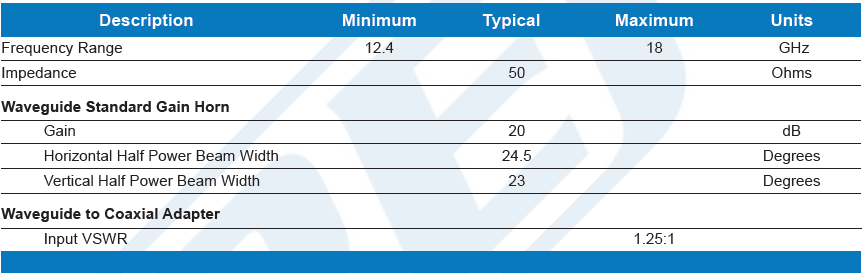 Description Minimum Typical Maximum Units
Frequency Range 12.4 18 GHz
Impedance 50 Ohms
Waveguide Standard Gain Horn
Gain 20 dB
Horizontal Half Power Beam Width 24.5 Degrees
Vertical Half Power Beam Width 23 Degrees
Waveguide to Coaxial Adapter
Input VSWR 1.25:1